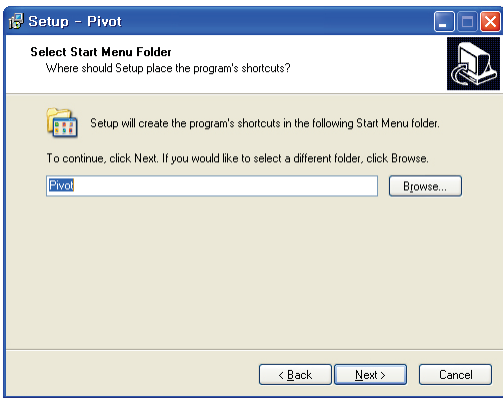 Setup - Pivot
Select Start Menu Folder
Where should Setup place the program's shortcuts?
Setup will create the program's shortcuts in the following Start Menu folder.
To continue, click Next. If you would like to select a different folder, click Browse.
Pivot
Browse...
< Back
Next >
Cancel